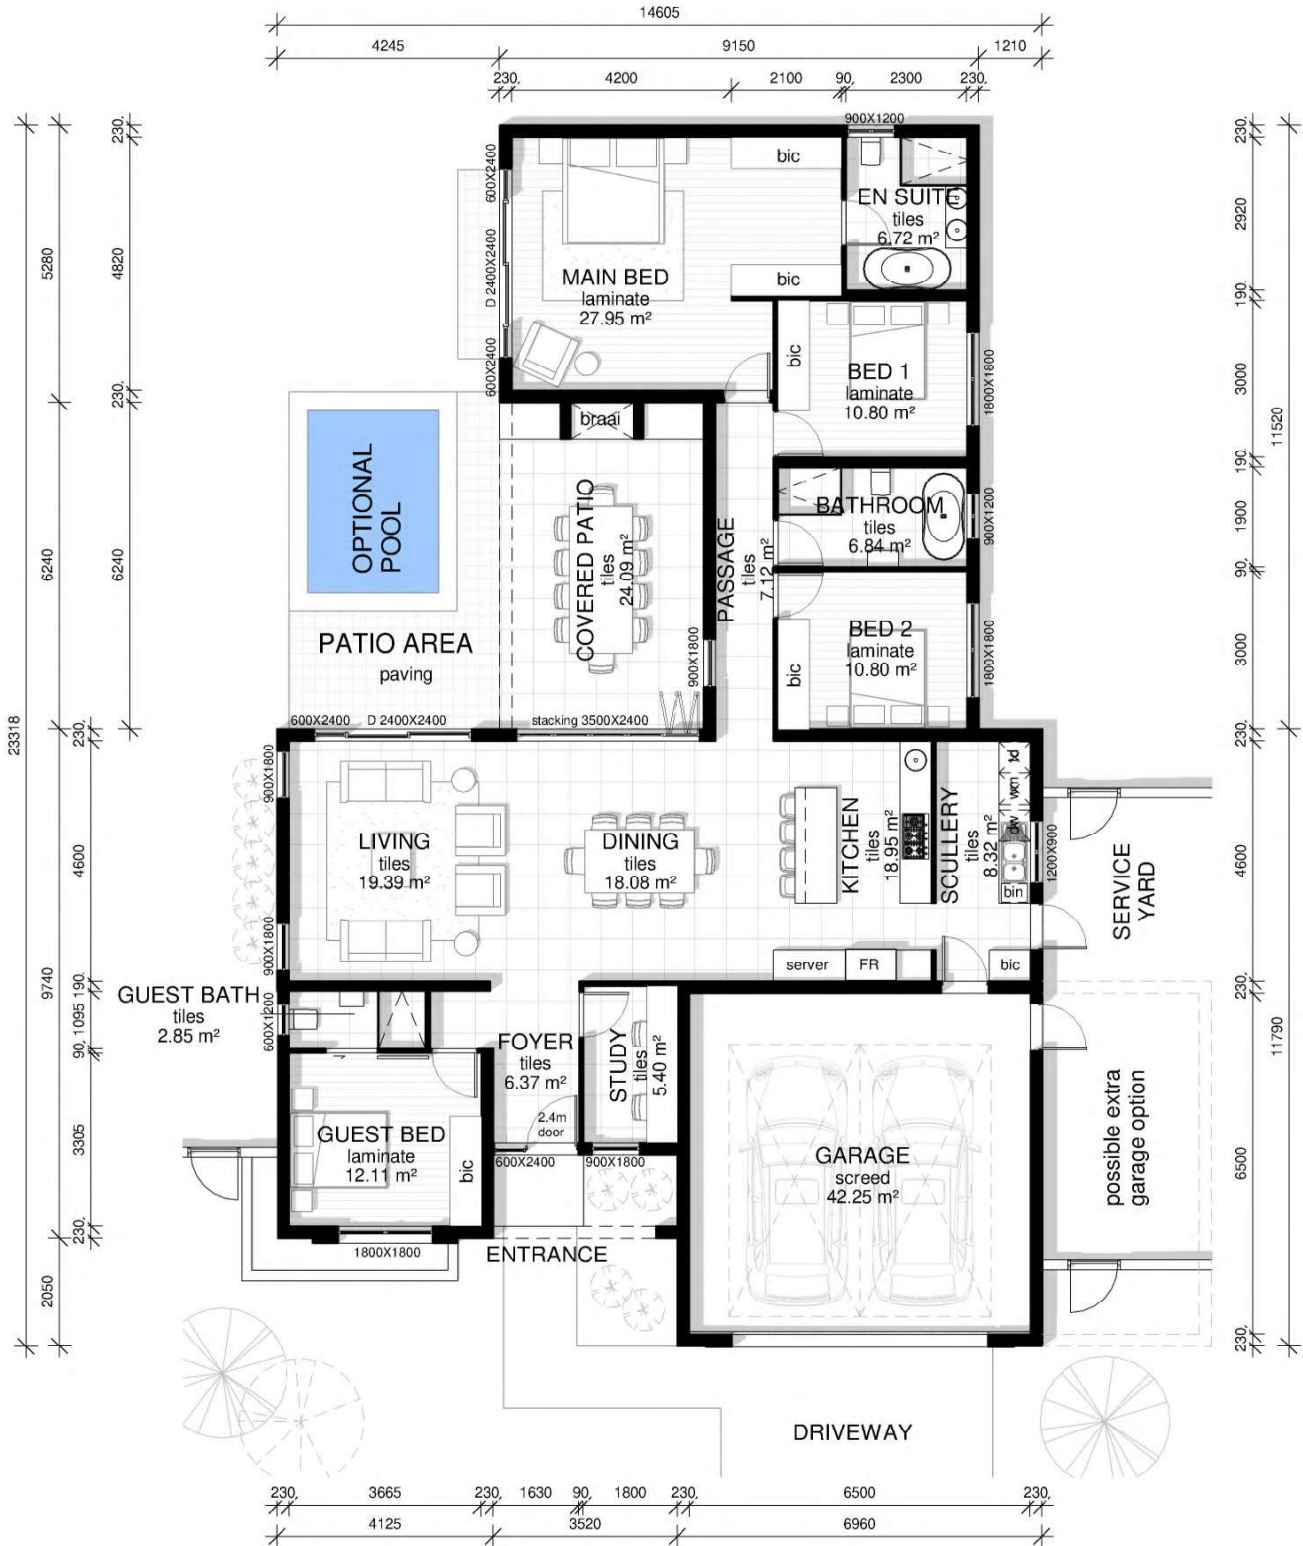 14605
4245
9150
1210
230,
4200
2100
90,
2300
230,
900X1200
230,
230,
600X2400
bic
EN SUITE
tiles
6.72 m²
2920
5280
4820
D 2400X2400
MAIN BED
laminate
27.95 m²
bic
190,
600X2400
bic
BED 1
laminate
10.80 m²
1800X1800
3000
11520
230,
braai
190,
OPTIONAL
POOL
COVERED PATIO
tiles
24.09 m²
PASSAGE
tiles
7.12 m²
BATHROOM
tiles
6.84 m²
900X1200
1900
6240
6240
90,
PATIO AREA
paving
900X1800
bic
BED 2
laminate
10.80 m²
1800X1800
3000
23318
230,
600X2400
D 2400X2400
stacking 3500X2400
230,
900X1800
td
wm
dw
LIVING
tiles
19.39 m²
DINING
tiles
18.08 m²
KITCHEN
tiles
18.95 m²
SCULLERY
tiles
8.32 m²
bin
1200X900
SERVICE
YARD
4600
4600
900X1800
server
FR
bic
9740
190
230,
GUEST BATH
tiles
2.85 m²
1095
600X1200
90,
FOYER
tiles
6.37 m²
STUDY
tiles
5.40 m²
11790
2.4m
door
3305
GUEST BED
laminate
12.11 m²
bic
600X2400
900X1800
GARAGE
screed
42.25 m²
possible extra
garage option
6500
230,
1800X1800
ENTRANCE
2050
230,
DRIVEWAY
230,
3665
230,
1630
90,
1800
230,
6500
230,
4125
3520
6960